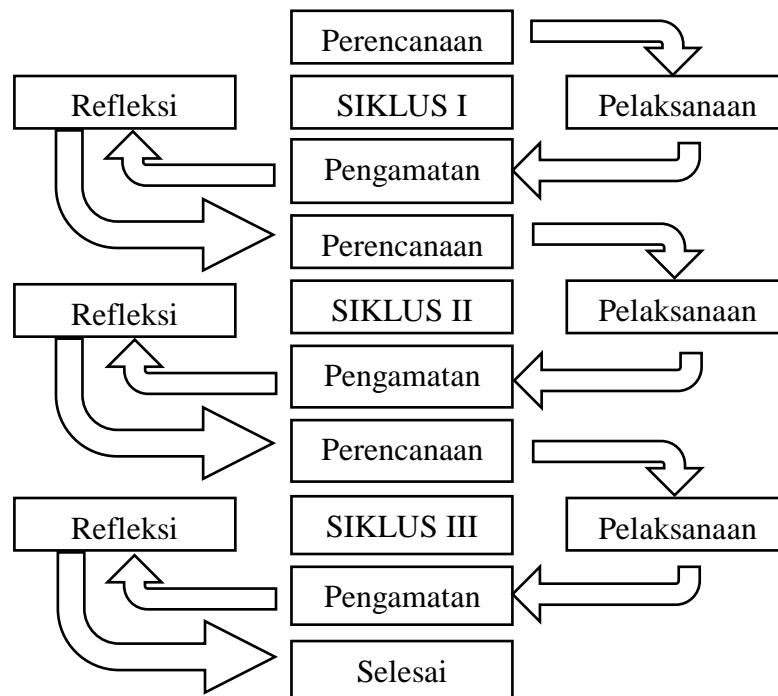 Perencanaan
Refleksi
SIKLUS I
Pelaksanaan
Pengamatan
Perencanaan
Refleksi
SIKLUS II
Pelaksanaan
Pengamatan
Perencanaan
Refleksi
SIKLUS III
Pelaksanaan
Pengamatan
Selesai